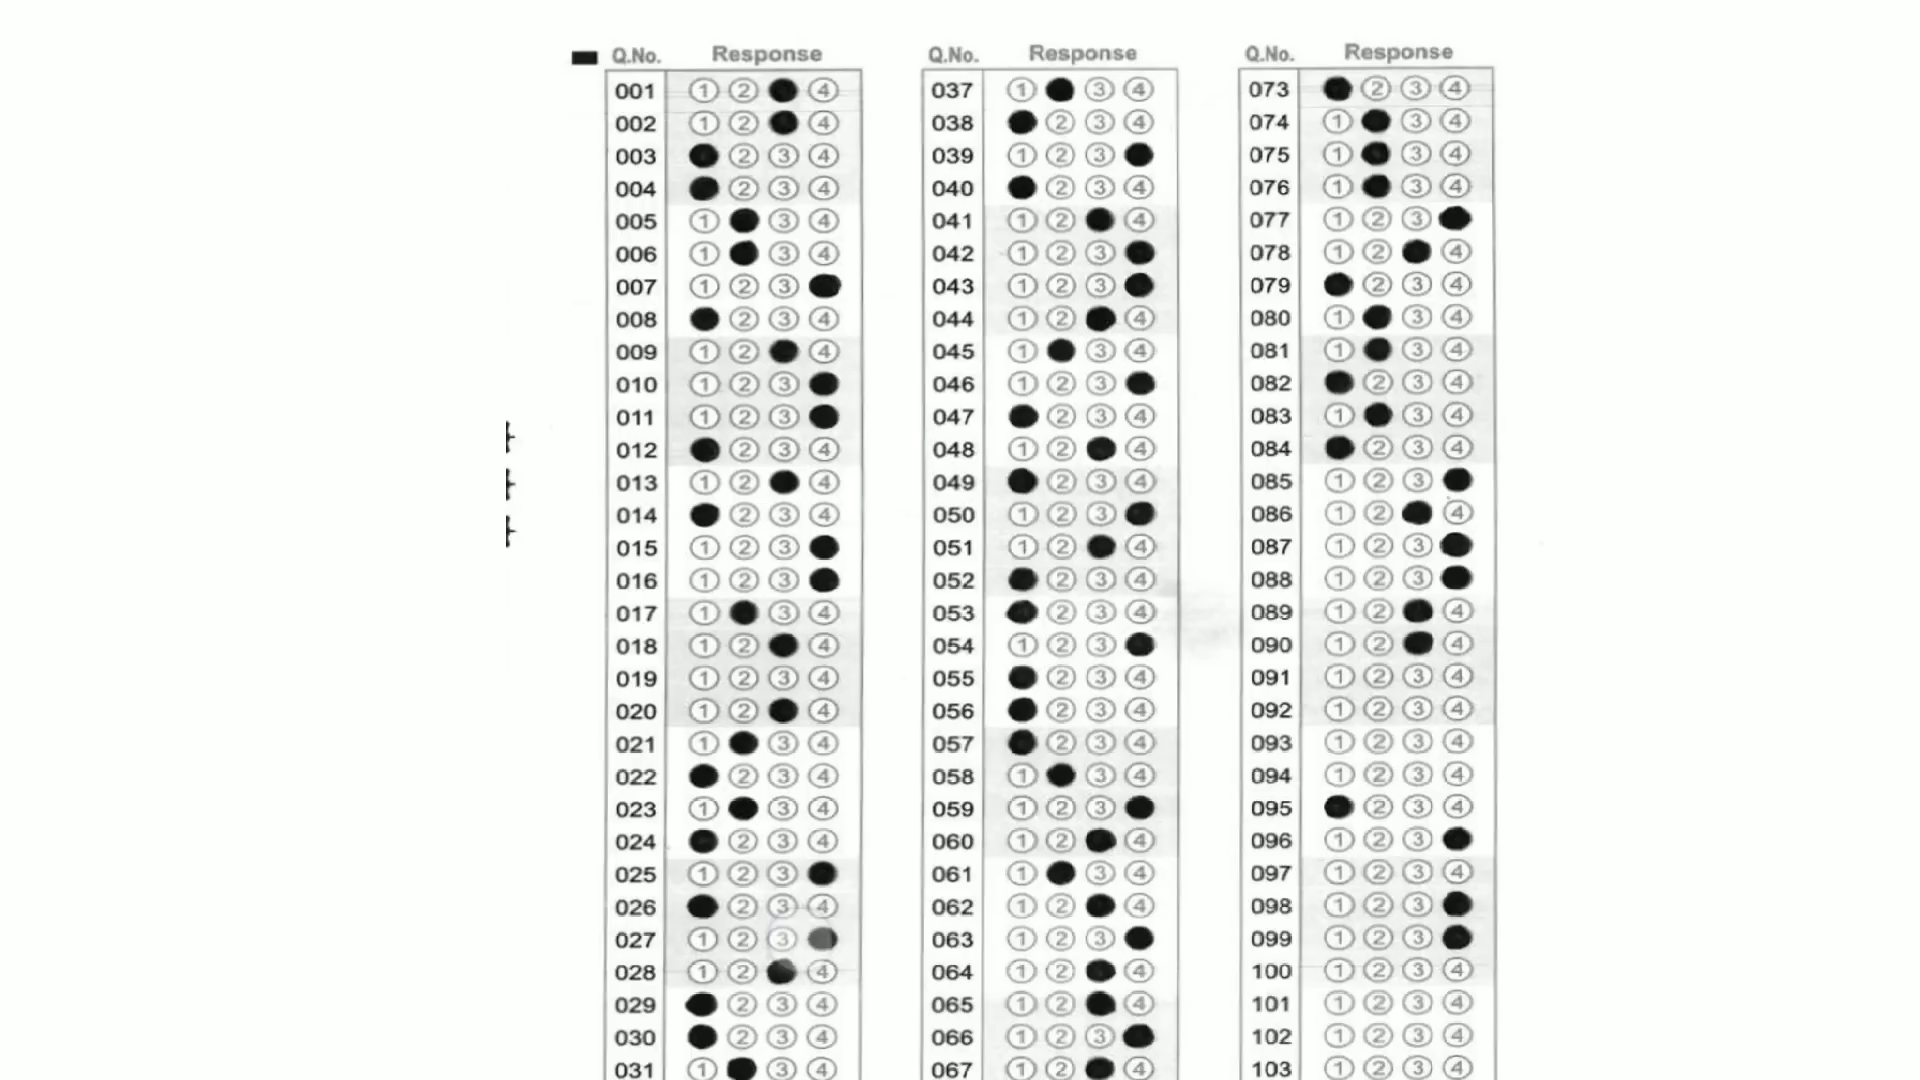 Q.No. Response
001 1 2 4
002 1 2 4
003 2 3 4
004 2 3 4
005 1 3 4
006 1 3 4
007 1 2 3
008 2 3 4
009 1 2 4
010 1 2 3
011 1 2 3
012 2 3 4
013 1 2 4
014 2 3 4
015 1 2 3
016 1 2 3
017 1 3 4
018 1 2 4
019 1 2 3 4
020 1 2 4
021 1 3 4
022 2 3 4
023 1 3 4
024 2 3 4
025 1 2 3
026 2 3 4
027 1 2 3
028 1 2 4
029 2 3 4
030 2 3 4
031 1 3 4
Q.No. Response
037 1 3 4
038 2 3 4
039 1 2 3
040 2 3 4
041 1 2 4
042 1 2 3
043 1 2 3
044 1 2 4
045 1 3 4
046 1 2 3
047 2 3 4
048 1 2 4
049 2 3 4
050 1 2 3
051 1 2 4
052 2 3 4
053 2 3 4
054 1 2 3
055 2 3 4
056 2 3 4
057 2 3 4
058 1 3 4
059 1 2 3
060 1 2 4
061 1 3 4
062 1 2 4
063 1 2 3
064 1 2 4
065 1 2 4
066 1 2 3
067 1 2 4
Q.No. Response
073 2 3 4
074 1 3 4
075 1 3 4
076 1 3 4
077 1 2 3
078 1 2 4
079 2 3 4
080 1 3 4
081 1 3 4
082 2 3 4
083 1 3 4
084 2 3 4
085 1 2 3
086 1 2 4
087 1 2 3
088 1 2 3
089 1 2 4
090 1 2 4
091 1 2 3 4
092 1 2 3 4
093 1 2 3 4
094 1 2 3 4
095 2 3 4
096 1 2 3
097 1 2 3 4
098 1 2 3
099 1 2 3
100 1 2 3 4
101 1 2 3 4
102 1 2 3 4
103 1 2 3 4